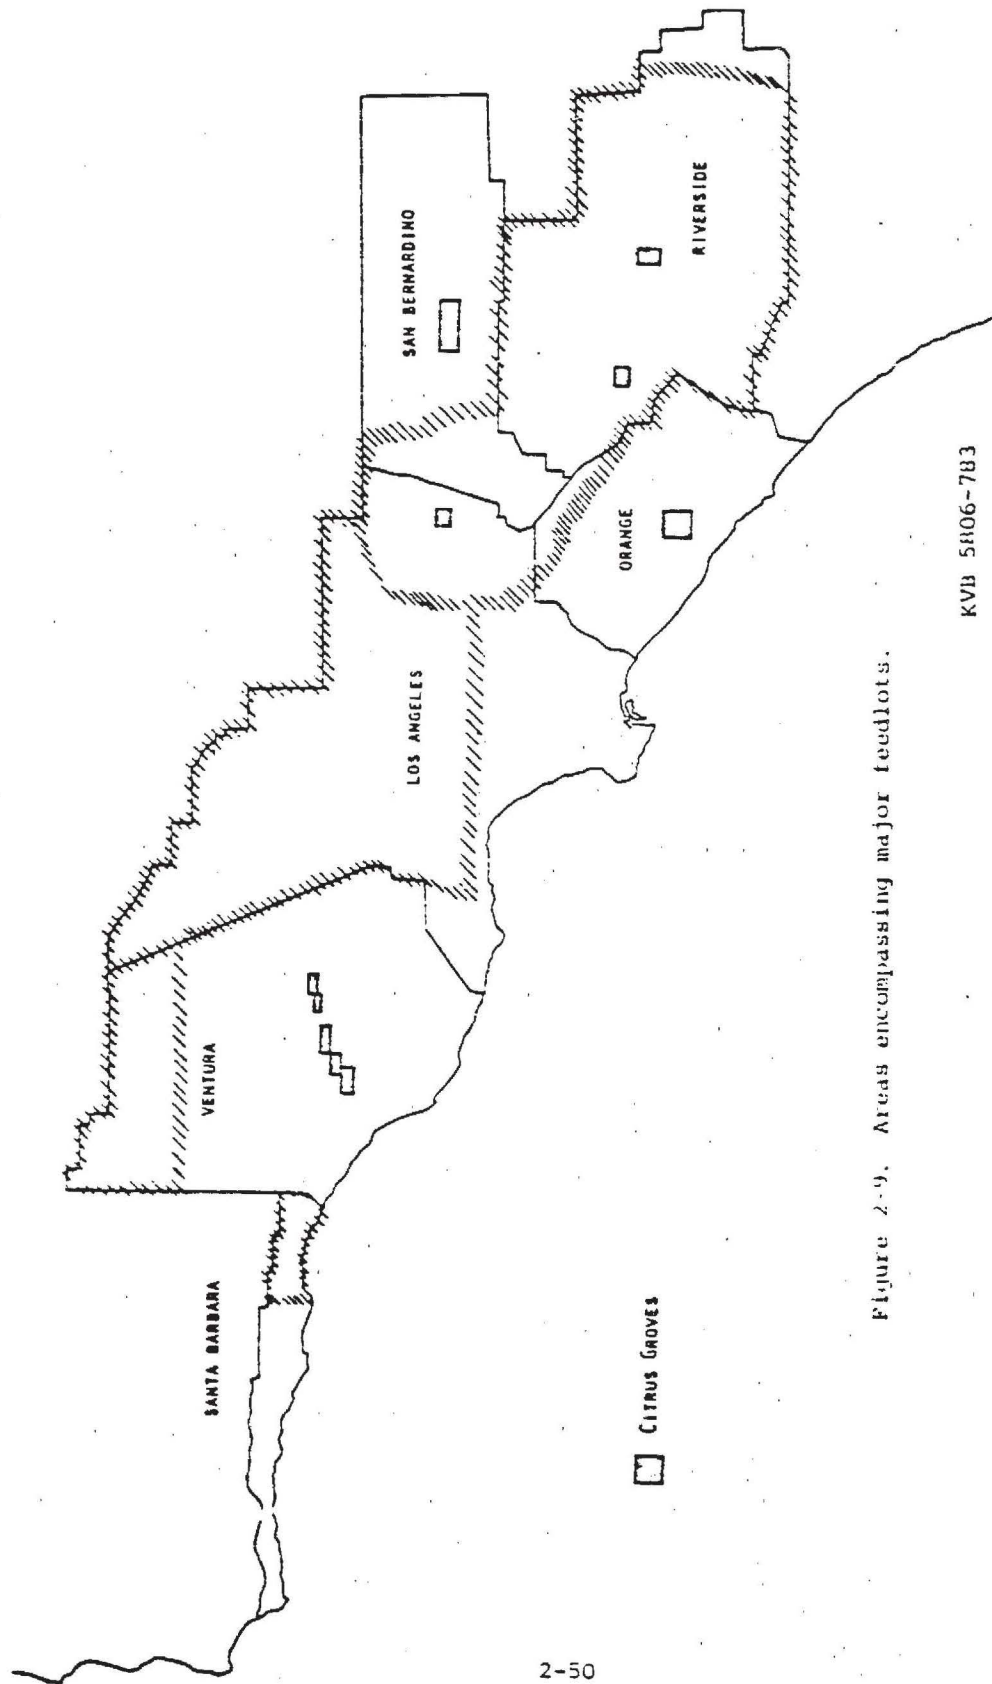 SANTA BARBARA
VENTURA
LOS ANGELES
SAN BERNARDINO
RIVERSIDE
ORANGE
CITRUS GROVES
Figure 2-9. Areas encompassing major feedlots.
KVB 5806-783
2-50